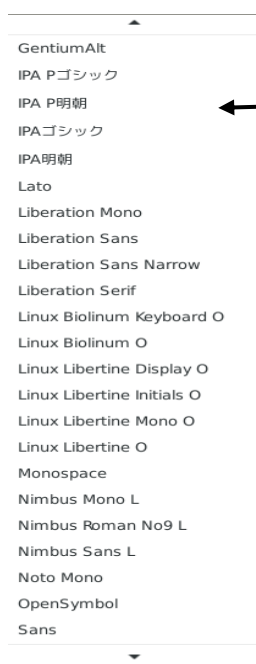 GentiumAlt
IPA Pゴシック
IPA P明朝
IPAゴシック
IPA明朝
Lato
Liberation Mono
Liberation Sans
Liberation Sans Narrow
Liberation Serif
Linux Biolinum Keyboard O
Linux Biolinum O
Linux Libertine Display O
Linux Libertine Initials O
Linux Libertine Mono O
Linux Libertine O
Monospace
Nimbus Mono L
Nimbus Roman No9 L
Nimbus Sans L
Noto Mono
OpenSymbol
Sans